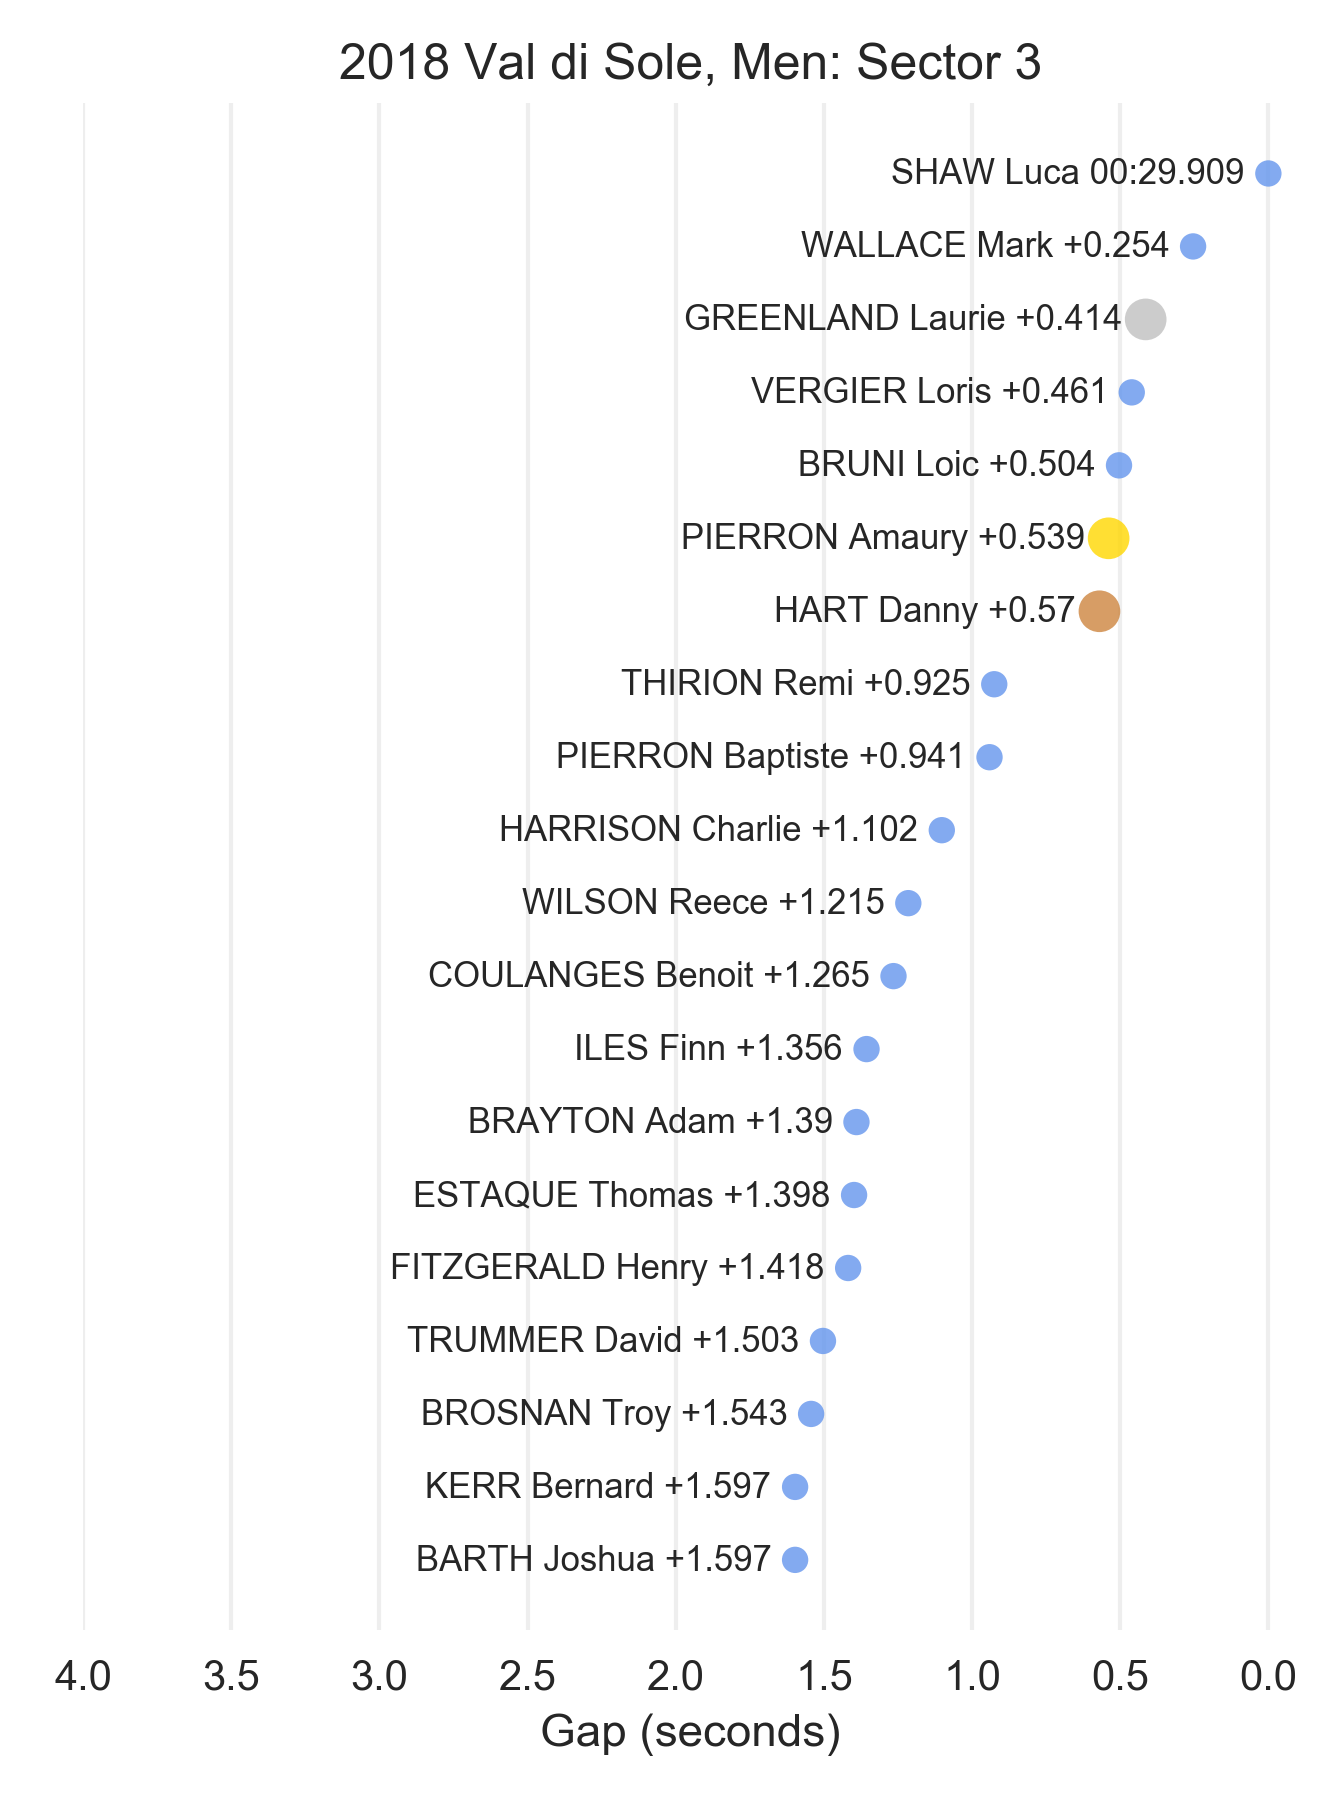 2018 Val di Sole, Men: Sector 3
SHAW Luca 00:29.909
WALLACE Mark +0.254
GREENLAND Laurie +0.414
VERGIER Loris +0.461
BRUNI Loic +0.504
PIERRON Amaury +0.539
HART Danny +0.57
THIRION Remi +0.925
PIERRON Baptiste +0.941
HARRISON Charlie +1.102
WILSON Reece +1.215
COULANGES Benoit +1.265
ILES Finn +1.356
BRAYTON Adam +1.39
ESTAQUE Thomas +1.398
FITZGERALD Henry +1.418
TRUMMER David +1.503
BROSNAN Troy +1.543
KERR Bernard +1.597
BARTH Joshua +1.597
4.0 3.5 3.0 2.5 2.0 1.5 1.0 0.5 0.0
Gap (seconds)